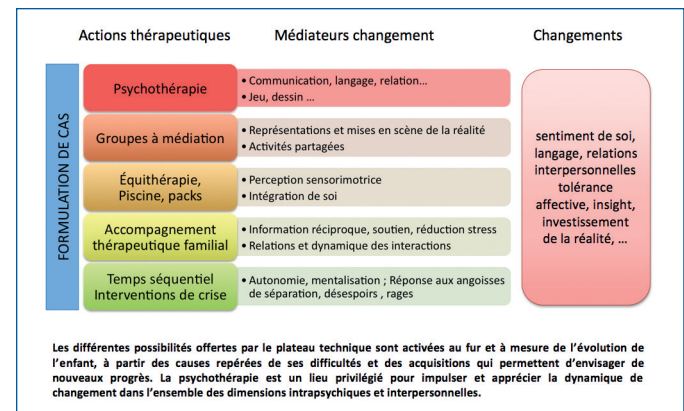 Actions thérapeutiques
Médiateurs changement
Changements
FORMULATION DE CAS
Psychothérapie
• Communication, langage, relation…
• Jeu, dessin …
Groupes à médiation
• Représentations et mises en scène de la réalité
• Activités partagées
Équithérapie,
Piscine, packs
• Perception sensorimotrice
• Intégration de soi
Accompagnement
thérapeutique familial
• Information réciproque, soutien, réduction stress
• Relations et dynamique des interactions
Temps séquentiel
Interventions de crise
• Autonomie, mentalisation ; Réponse aux angoisses
de séparation, désespoirs , rages
sentiment de soi,
langage, relations
interpersonnelles
tolérance
affective, insight,
investissement
de la réalité, …
Les différentes possibilités offertes par le plateau technique sont activées au fur et à mesure de l’évolution de
l’enfant, à partir des causes repérées de ses difficultés et des acquisitions qui permettent d’envisager de
nouveaux progrès. La psychothérapie est un lieu privilégié pour impulser et apprécier la dynamique de
changement dans l’ensemble des dimensions intrapsychiques et interpersonnelles.